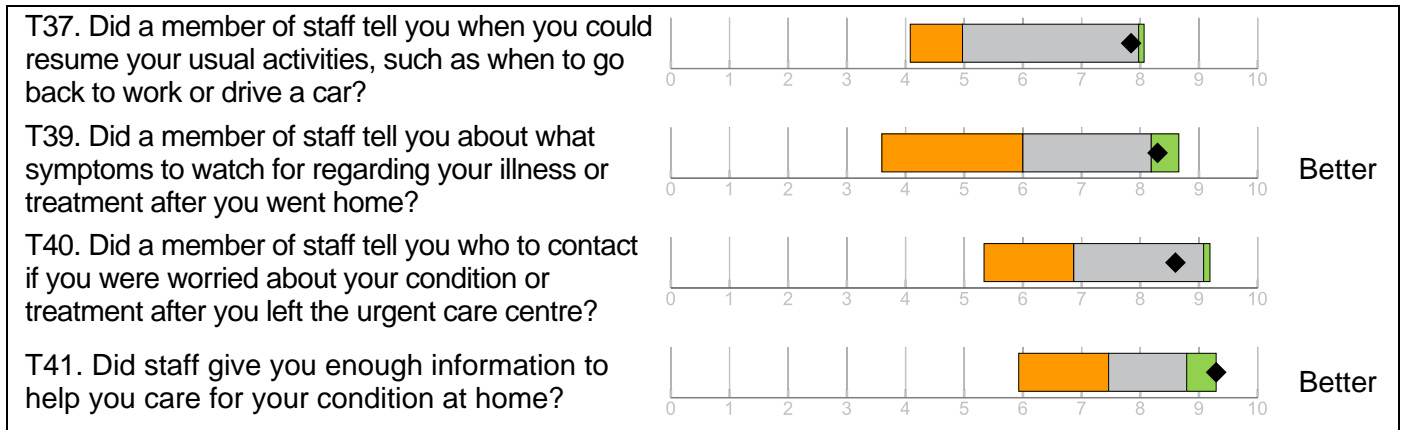 T37. Did a member of staff tell you when you could
resume your usual activities, such as when to go
back to work or drive a car?
0 1 2 3 4 5 6 7 8 9 10
T39. Did a member of staff tell you about what
symptoms to watch for regarding your illness or
treatment after you went home?
0 1 2 3 4 5 6 7 8 9 10
Better
T40. Did a member of staff tell you who to contact
if you were worried about your condition or
treatment after you left the urgent care centre?
0 1 2 3 4 5 6 7 8 9 10
T41. Did staff give you enough information to
help you care for your condition at home?
0 1 2 3 4 5 6 7 8 9 10
Better